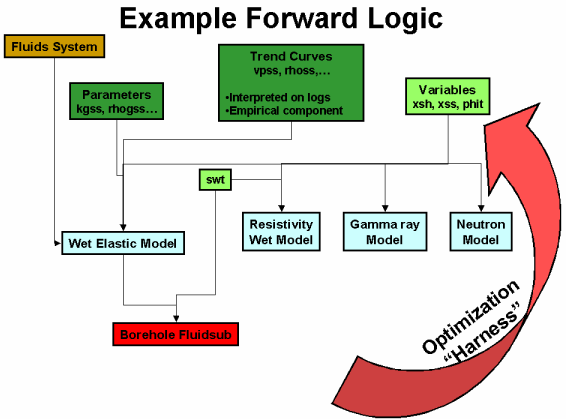 Example Forward Logic
Fluids System
Trend Curves
vpss, rhoss,...
•Interpreted on logs
•Empirical component
Parameters
kgss, rhogss...
Variables
xsh, xss, phit
swt
Wet Elastic Model
Resistivity
Wet Model
Gamma ray
Model
Neutron
Model
Borehole Fluidsub
Optimization
“Harness”